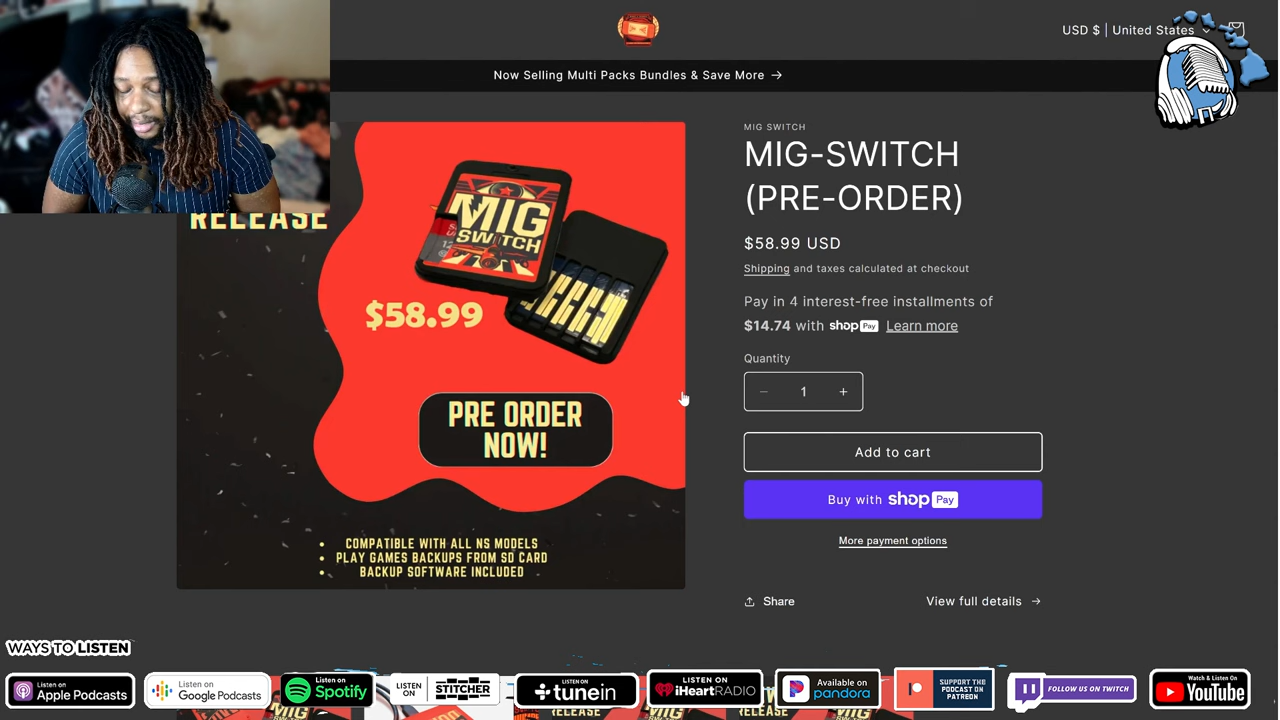 USD $ | United States
Now Selling Multi Packs Bundles & Save More →
RELEASE
MIG
SWITCH
$58.99
PRE ORDER
NOW!
COMPATIBLE WITH ALL NS MODELS
PLAY GAMES BACKUPS FROM SD CARD
BACKUP SOFTWARE INCLUDED
MIG SWITCH
MIG-SWITCH
(PRE-ORDER)
$58.99 USD
Shipping and taxes calculated at checkout
Pay in 4 interest-free installments of
$14.74 with shop Pay Learn more
Quantity
− 1 +
Add to cart
Buy with shop Pay
More payment options
Share
View full details →
WAYS TO LISTEN
Listen on
Apple Podcasts
Listen on
Google Podcasts
Listen on
Spotify
LISTEN
ON
STITCHER
Listen on
tunein
LISTEN ON
iHeartRADIO
Available on
pandora
SUPPORT
THE PODCAST
ON PATREON
FOLLOW US ON TWITCH
Watch & Listen On
YouTube